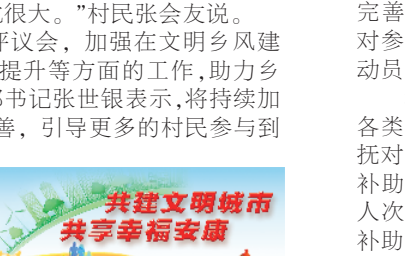 很大。”村民张会友说。
评议会，加强在文明乡风建
提升等方面的工作,助力乡
书记张世银表示,将持续加
善，引导更多的村民参与到
共建文明城市
共享幸福安康
完善
对参
动员
各类
抚对
补助
人次
补助